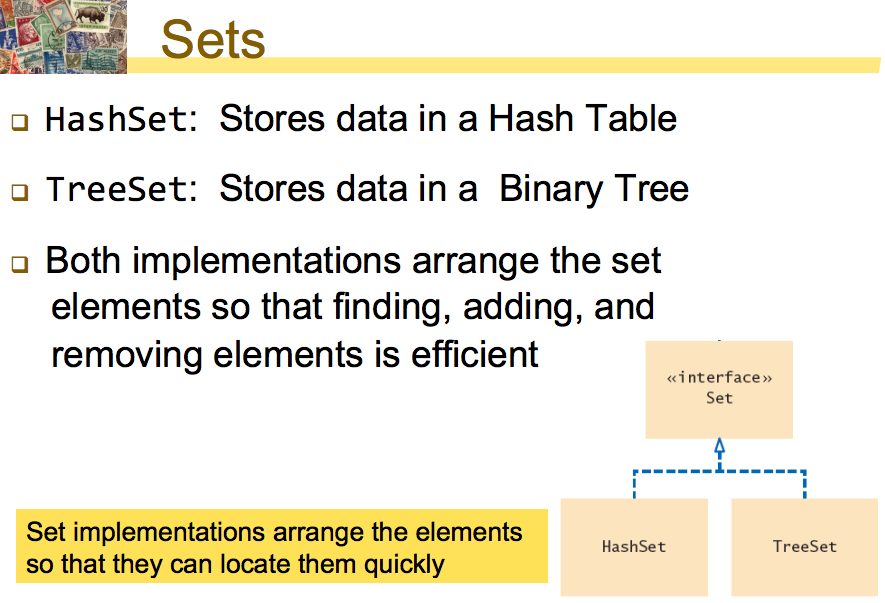 Sets
HashSet: Stores data in a Hash Table
TreeSet: Stores data in a Binary Tree
Both implementations arrange the set
elements so that finding, adding, and
removing elements is efficient
«interface»
Set
Set implementations arrange the elements
so that they can locate them quickly
HashSet
TreeSet